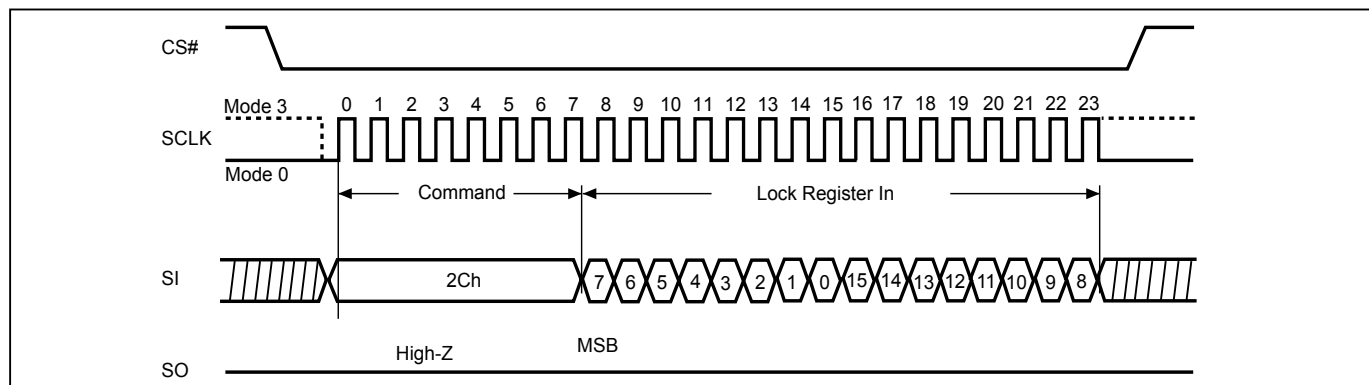 CS#
Mode 3
0 1 2 3 4 5 6 7 8 9 10 11 12 13 14 15 16 17 18 19 20 21 22 23
SCLK
Mode 0
Command
Lock Register In
SI
2Ch
7 6 5 4 3 2 1 0 15 14 13 12 11 10 9 8
High-Z
MSB
SO